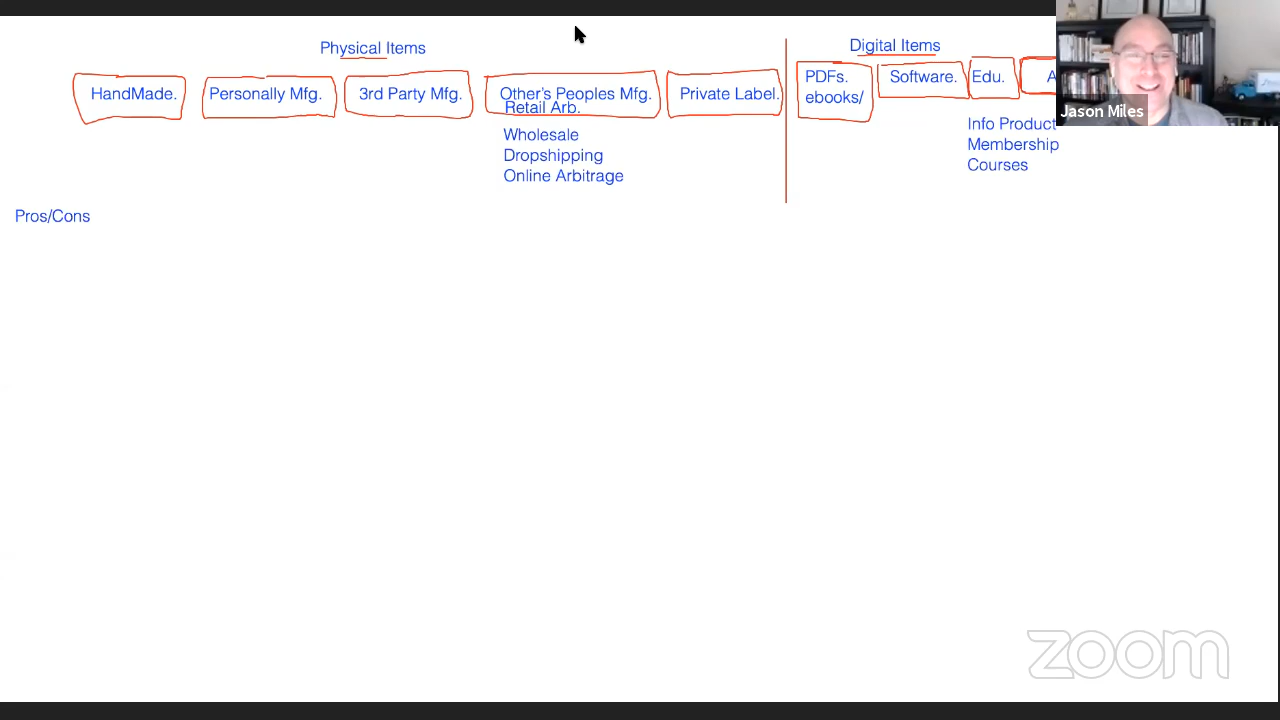 Physical Items
Digital Items
HandMade.
Personally Mfg.
3rd Party Mfg.
Other's Peoples Mfg.
Retail Arb.
Private Label.
PDFs.
ebooks/
Software.
Edu.
A
Wholesale
Dropshipping
Online Arbitrage
Info Product
Membership
Courses
Jason Miles
Pros/Cons
zoom